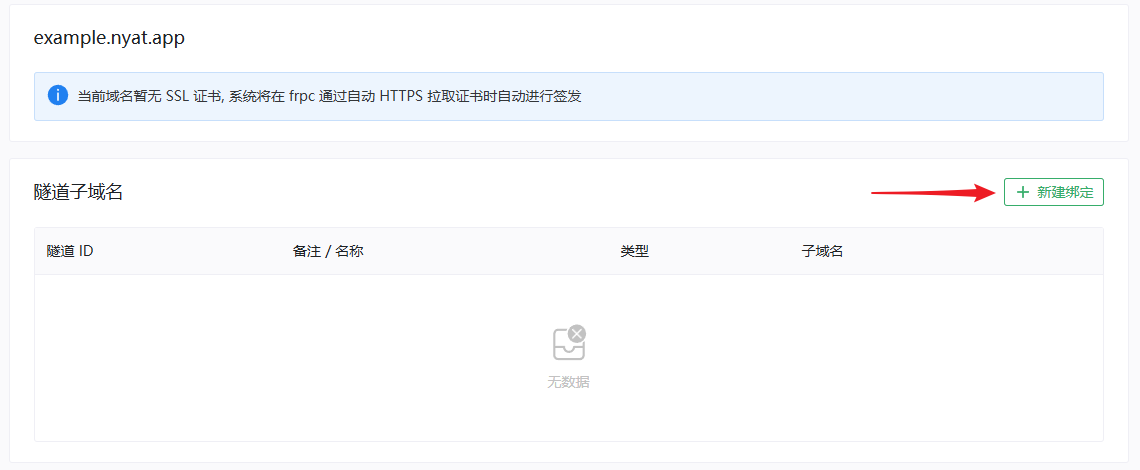 example.nyat.app
当前域名暂无 SSL 证书, 系统将在 frpc 通过自动 HTTPS 拉取证书时自动进行签发
隧道子域名
新建绑定
隧道 ID 备注 / 名称 类型 子域名
无数据